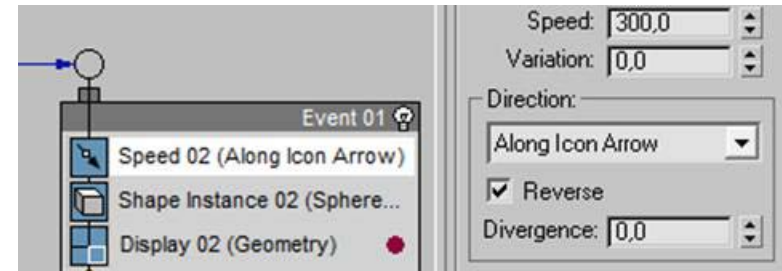 Event 01
Speed 02 (Along Icon Arrow)
Shape Instance 02 (Sphere...
Display 02 (Geometry)
Speed: 300,0
Variation: 0,0
Direction:
Along Icon Arrow
Reverse
Divergence: 0,0